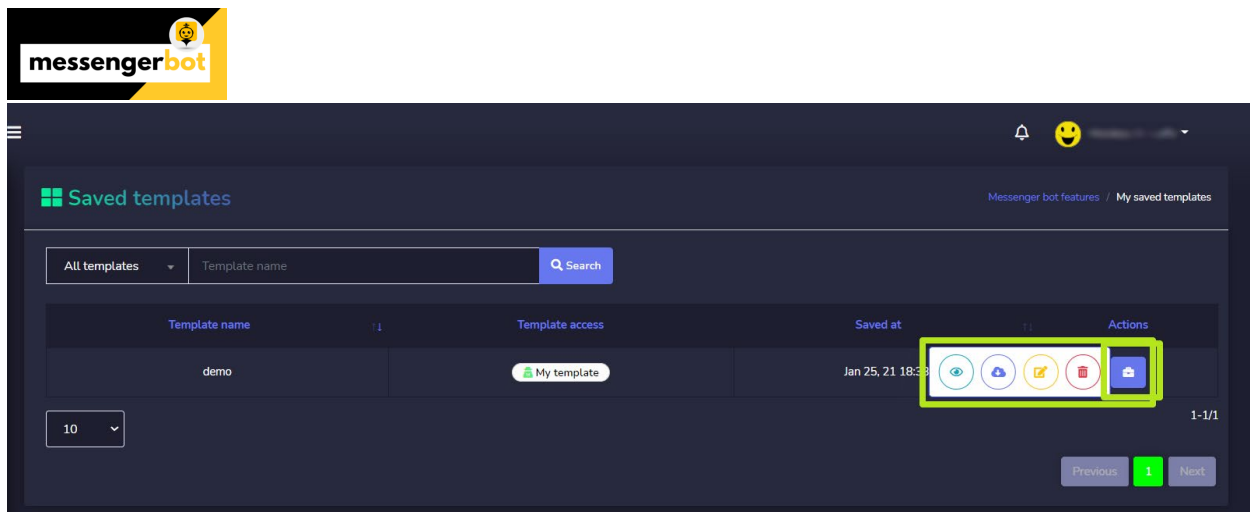 messengerbot
Saved templates
Messenger bot features / My saved templates
All templates Template name Search
Template name Template access Saved at Actions
demo My template Jan 25, 21 18:33
10
1-1/1
Previous 1 Next